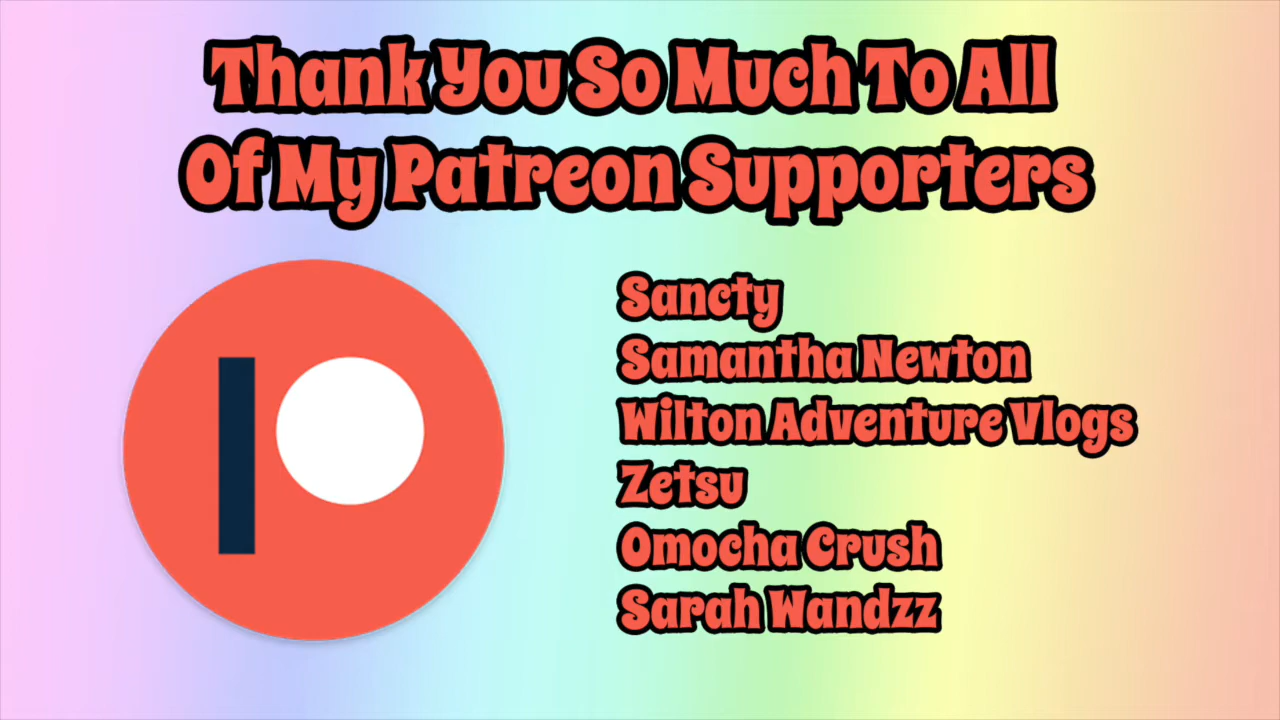 Thank You So Much To All
Of My Patreon Supporters
Sancty
Samantha Newton
Wilton Adventure Vlogs
Zetsu
Omocha Crush
Sarah Wandzz